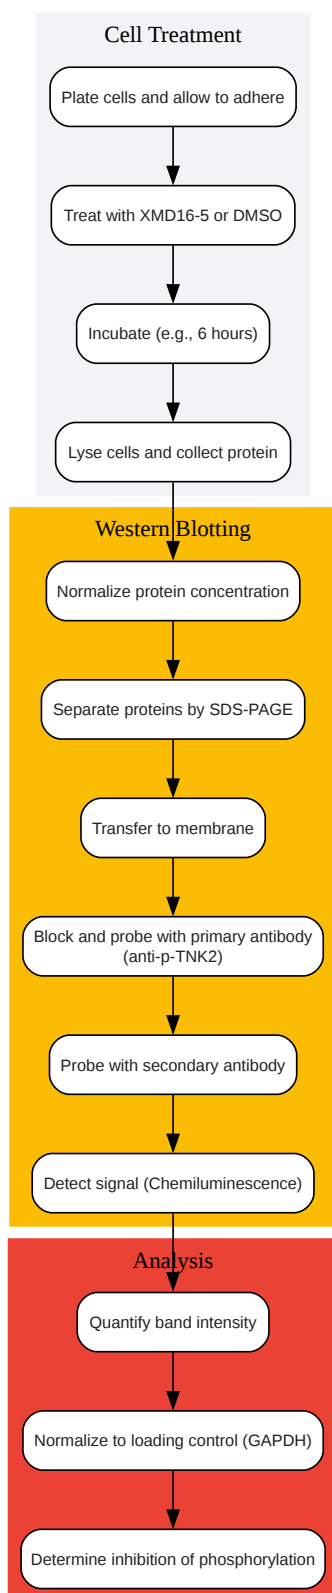 Cell Treatment
Plate cells and allow to adhere
Treat with XMD16-5 or DMSO
Incubate (e.g., 6 hours)
Lyse cells and collect protein
Western Blotting
Normalize protein concentration
Separate proteins by SDS-PAGE
Transfer to membrane
Block and probe with primary antibody
(anti-p-TNK2)
Probe with secondary antibody
Detect signal (Chemiluminescence)
Analysis
Quantify band intensity
Normalize to loading control (GAPDH)
Determine inhibition of phosphorylation